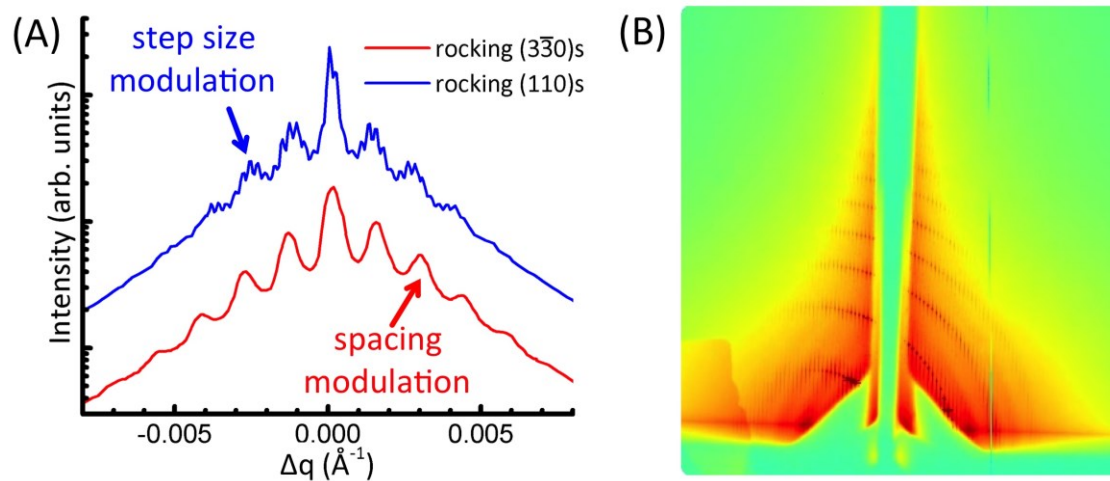 (A)
step size
modulation
rocking (33̅0)s
rocking (110)s
Intensity (arb. units)
spacing
modulation
-0.005
0.000
0.005
Δq (Å⁻¹)
(B)